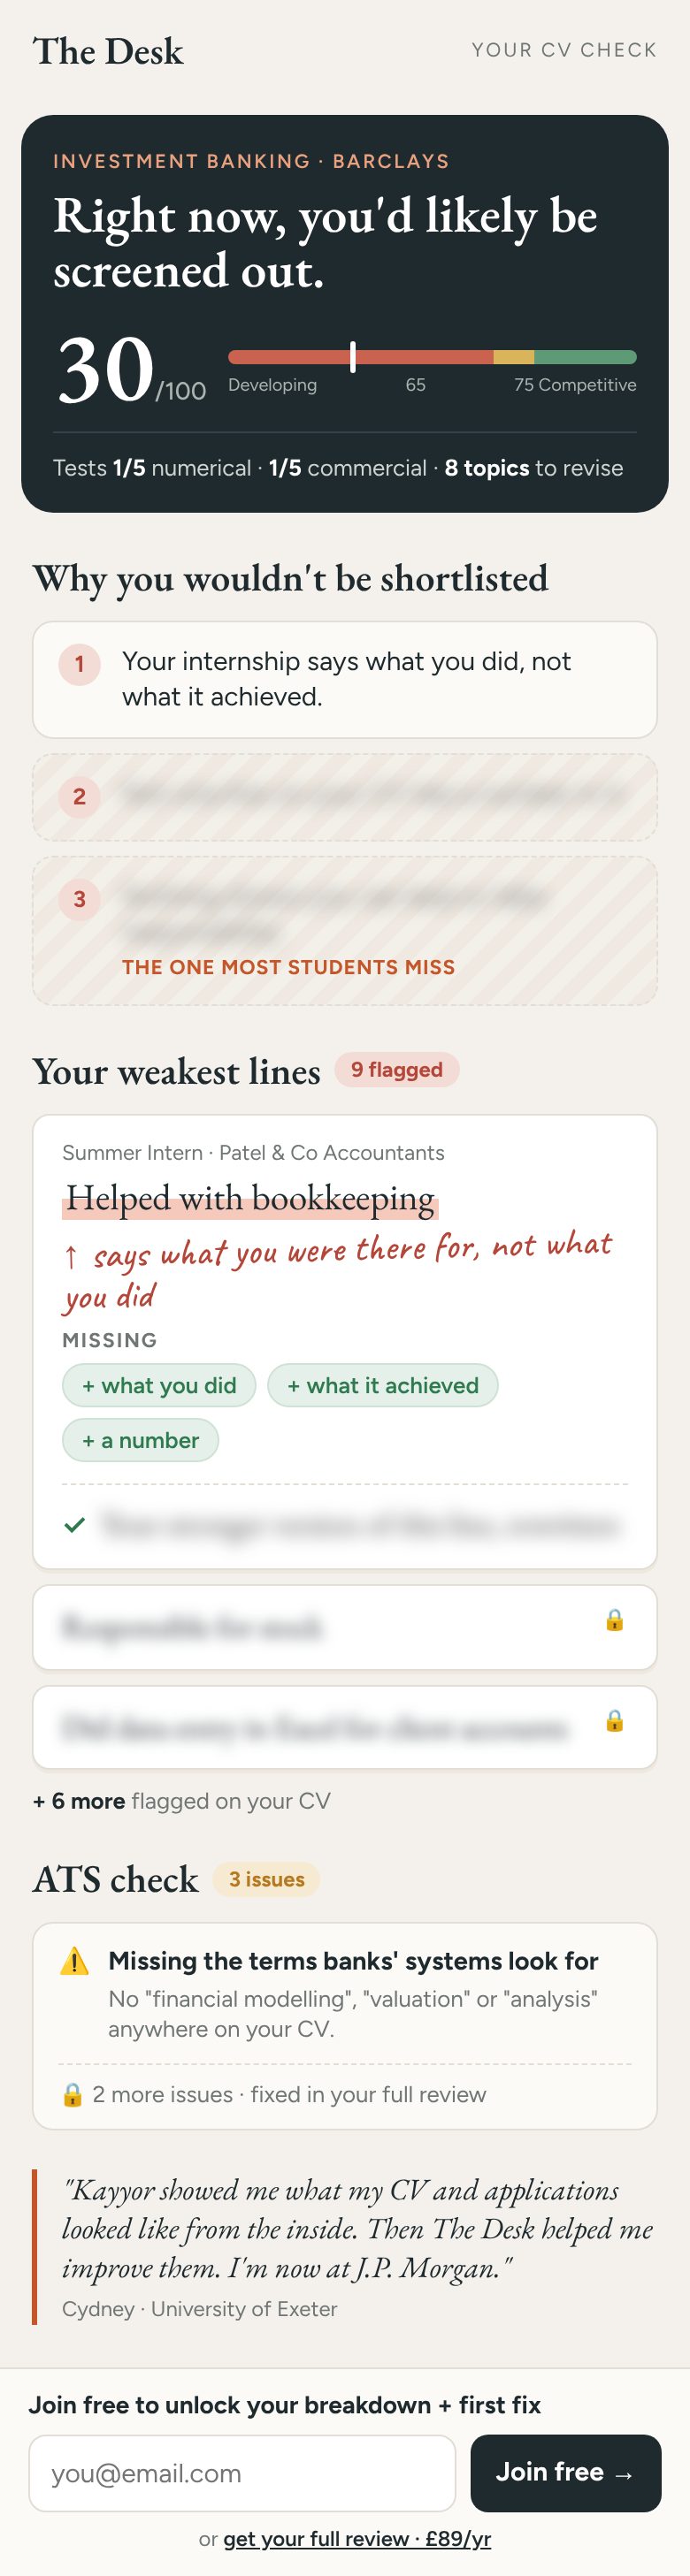 The Desk
YOUR CV CHECK
INVESTMENT BANKING · BARCLAYS
Right now, you'd likely be
screened out.
30/100
Developing 65 75 Competitive
Tests 1/5 numerical · 1/5 commercial · 8 topics to revise
Why you wouldn't be shortlisted
1 Your internship says what you did, not
what it achieved.
2
3
THE ONE MOST STUDENTS MISS
Your weakest lines 9 flagged
Summer Intern · Patel & Co Accountants
Helped with bookkeeping
↑ says what you were there for, not what
you did
MISSING
+ what you did + what it achieved
+ a number
✓
🔒
🔒
+ 6 more flagged on your CV
ATS check 3 issues
⚠️ Missing the terms banks' systems look for
No "financial modelling", "valuation" or "analysis"
anywhere on your CV.
🔒 2 more issues · fixed in your full review
"Kayyor showed me what my CV and applications
looked like from the inside. Then The Desk helped me
improve them. I'm now at J.P. Morgan."
Cydney · University of Exeter
Join free to unlock your breakdown + first fix
you@email.com
Join free →
or get your full review · £89/yr